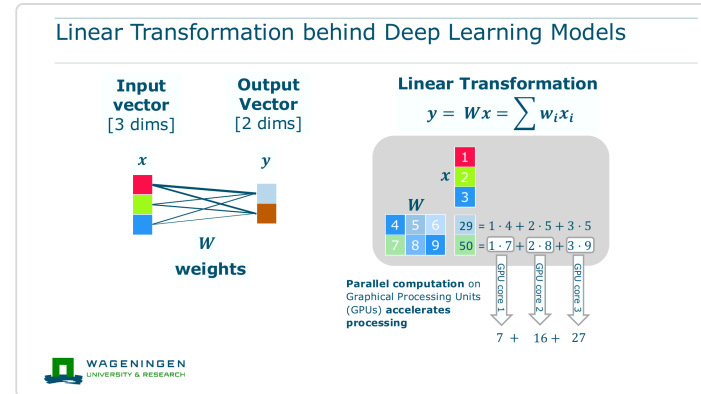 Linear Transformation behind Deep Learning Models
Input
vector
[3 dims]
Output
Vector
[2 dims]
x
y
W
weights
Linear Transformation
y = Wx = ∑ wᵢxᵢ
x
1
2
3
W
4 5 6
7 8 9
29 = 1 · 4 + 2 · 5 + 3 · 5
50 = 1 · 7 + 2 · 8 + 3 · 9
GPU core 1
GPU core 2
GPU core 3
7 + 16 + 27
Parallel computation on
Graphical Processing Units
(GPUs) accelerates
processing
WAGENINGEN
UNIVERSITY & RESEARCH